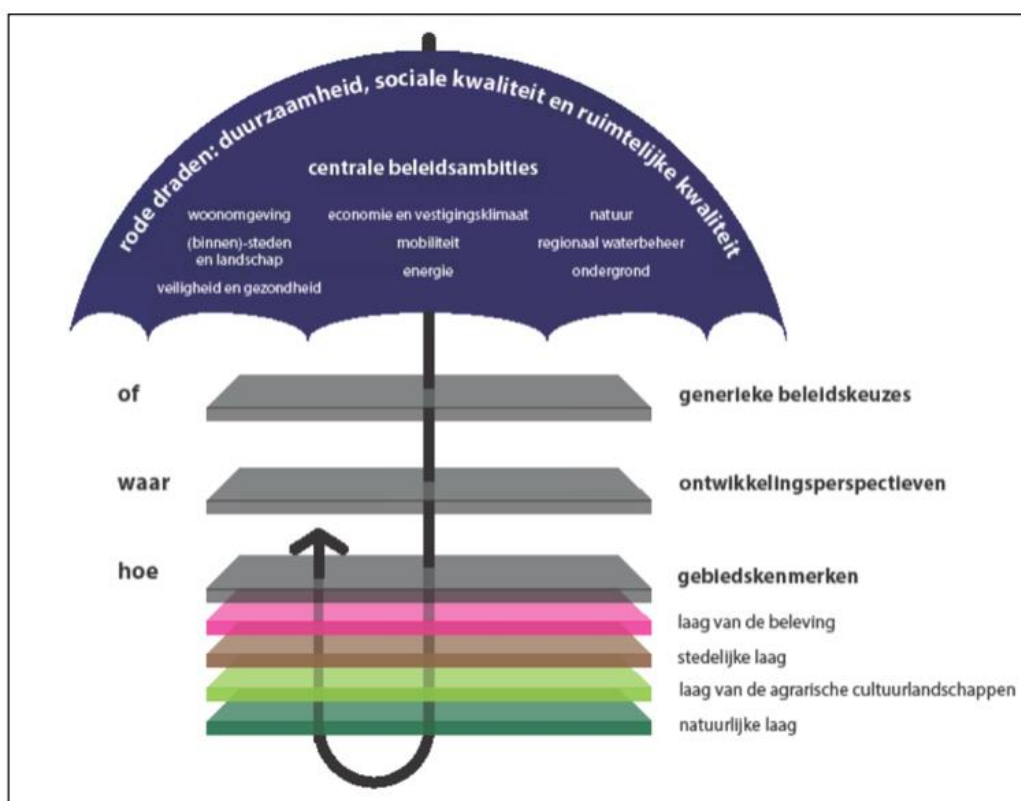 rode draden: duurzaamheid, sociale kwaliteit en ruimtelijke kwaliteit
centrale beleidsambities
woonomgeving
(binnen)-steden
en landschap
veiligheid en gezondheid
economie en vestigingsklimaat
mobiliteit
energie
natuur
regionaal waterbeheer
ondergrond
of
generieke beleidskeuzes
waar
ontwikkelingsperspectieven
hoe
gebiedskenmerken
laag van de beleving
stedelijke laag
laag van de agrarische cultuurlandschappen
natuurlijke laag